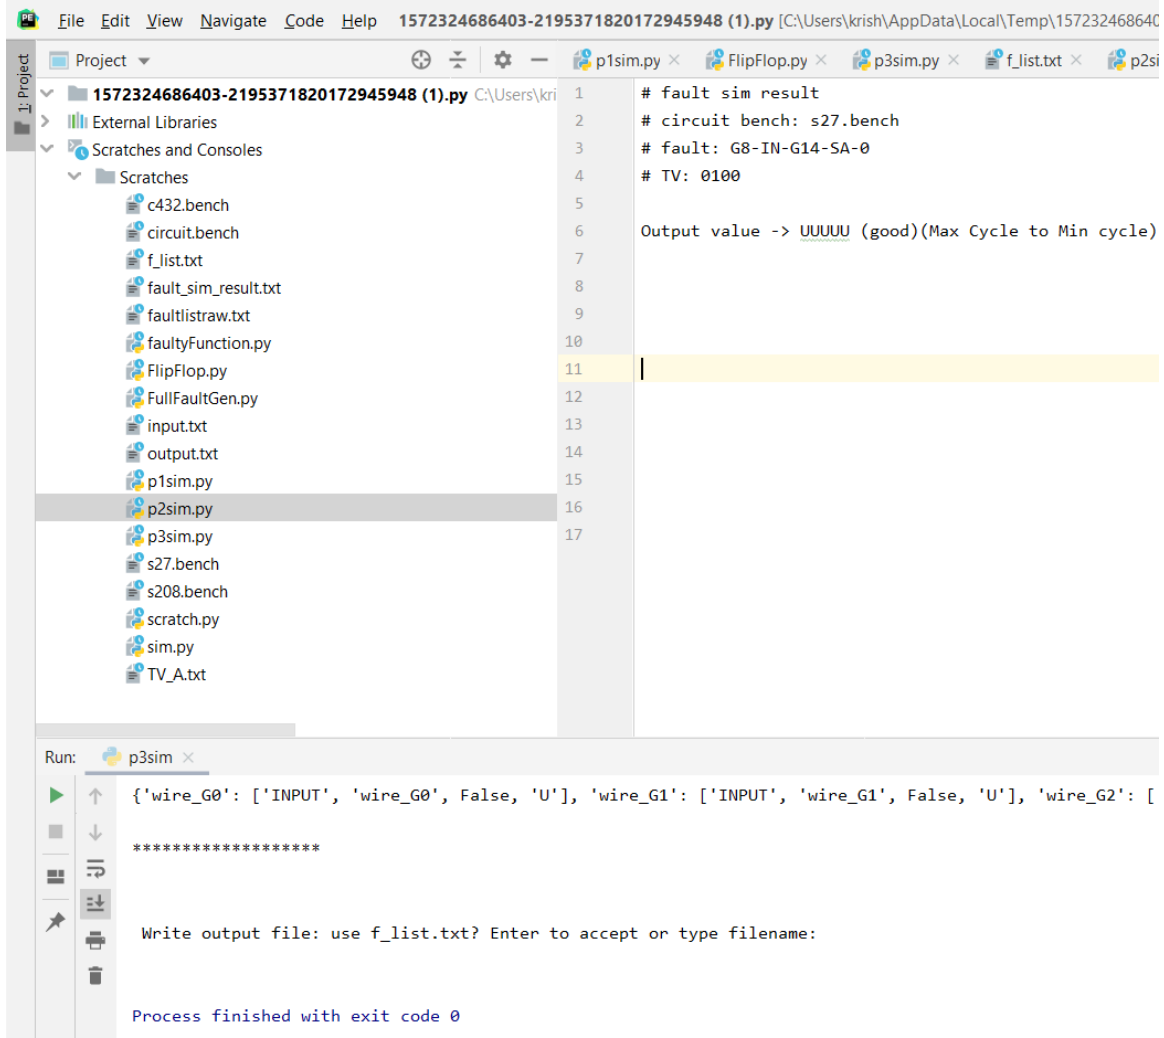 PE File Edit View Navigate Code Help 1572324686403-2195371820172945948 (1).py [C:\Users\krish\AppData\Local\Temp\157232468640
1: Project
Project
p1sim.py FlipFlop.py p3sim.py f_list.txt p2si
1572324686403-2195371820172945948 (1).py C:\Users\kri
External Libraries
Scratches and Consoles
Scratches
c432.bench
circuit.bench
f_list.txt
fault_sim_result.txt
faultlistraw.txt
faultyFunction.py
FlipFlop.py
FullFaultGen.py
input.txt
output.txt
p1sim.py
p2sim.py
p3sim.py
s27.bench
s208.bench
scratch.py
sim.py
TV_A.txt
1 # fault sim result
2 # circuit bench: s27.bench
3 # fault: G8-IN-G14-SA-0
4 # TV: 0100
5
6 Output value -> UUUUU (good)(Max Cycle to Min cycle)
7
8
9
10
11
12
13
14
15
16
17
Run: p3sim
{'wire_G0': ['INPUT', 'wire_G0', False, 'U'], 'wire_G1': ['INPUT', 'wire_G1', False, 'U'], 'wire_G2': [
*******************
Write output file: use f_list.txt? Enter to accept or type filename:
Process finished with exit code 0